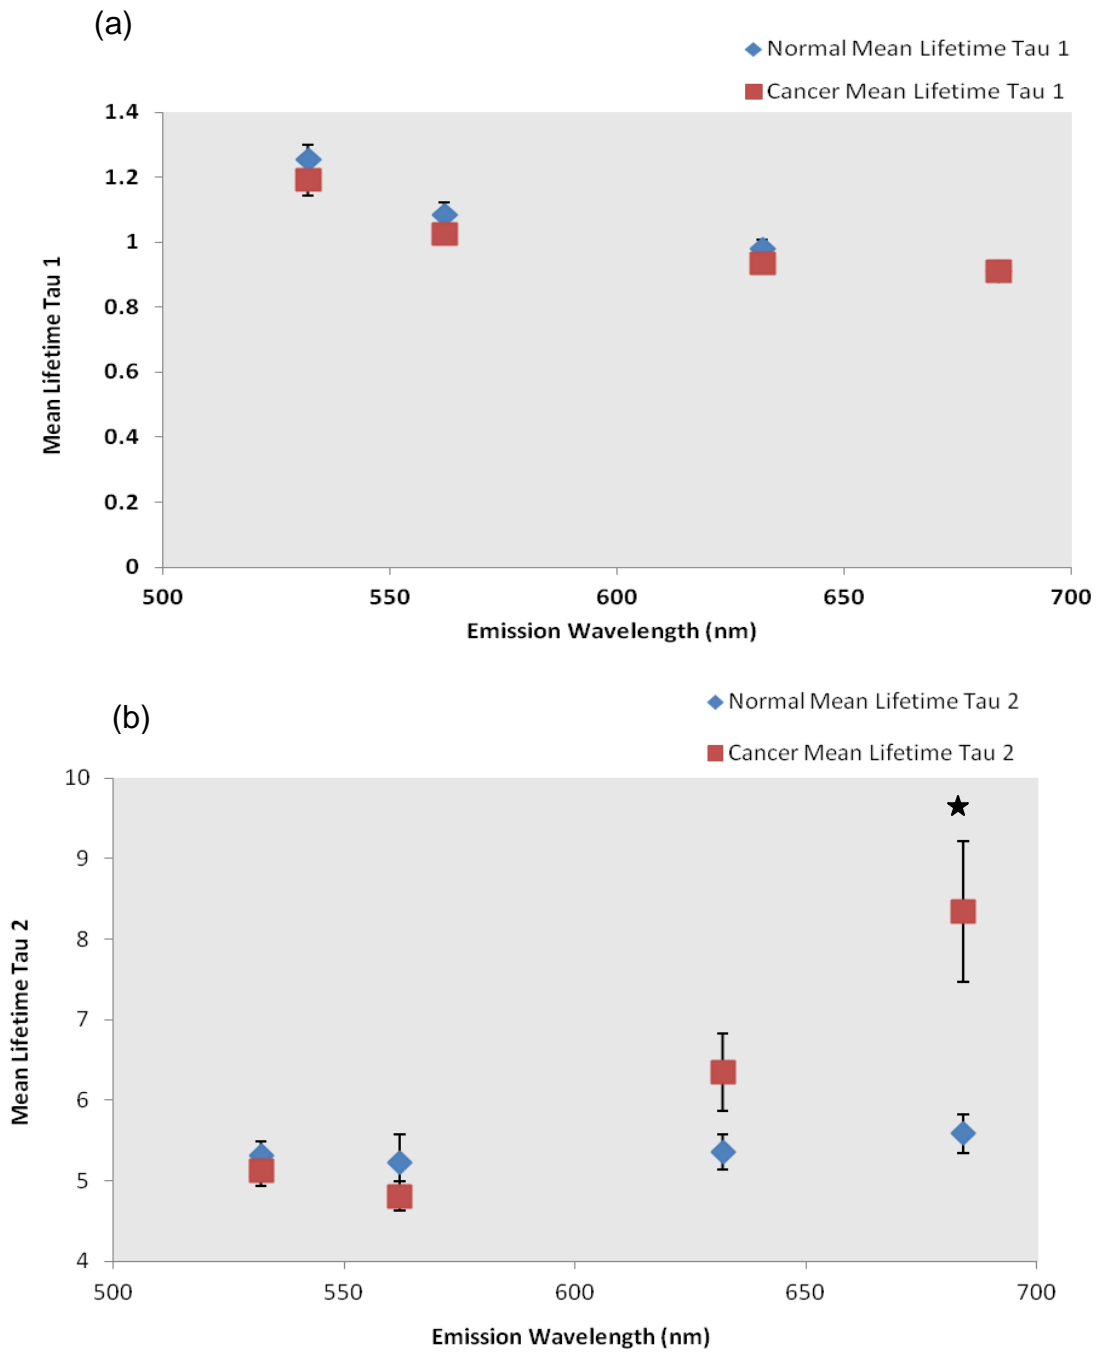 (a)
Normal Mean Lifetime Tau 1
Cancer Mean Lifetime Tau 1
1.4
1.2
1
0.8
0.6
0.4
0.2
0
Mean Lifetime Tau 1
500 550 600 650 700
Emission Wavelength (nm)
(b)
Normal Mean Lifetime Tau 2
Cancer Mean Lifetime Tau 2
10
9
8
7
6
5
4
Mean Lifetime Tau 2
500 550 600 650 700
Emission Wavelength (nm)